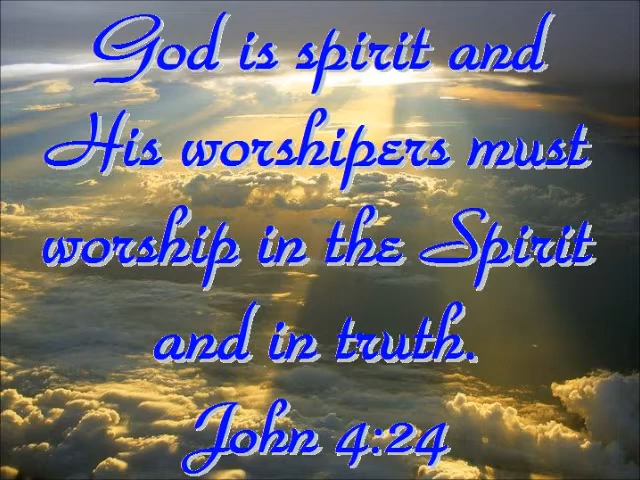 God is spirit and
His worshipers must
worship in the Spirit
and in truth.
John 4:24